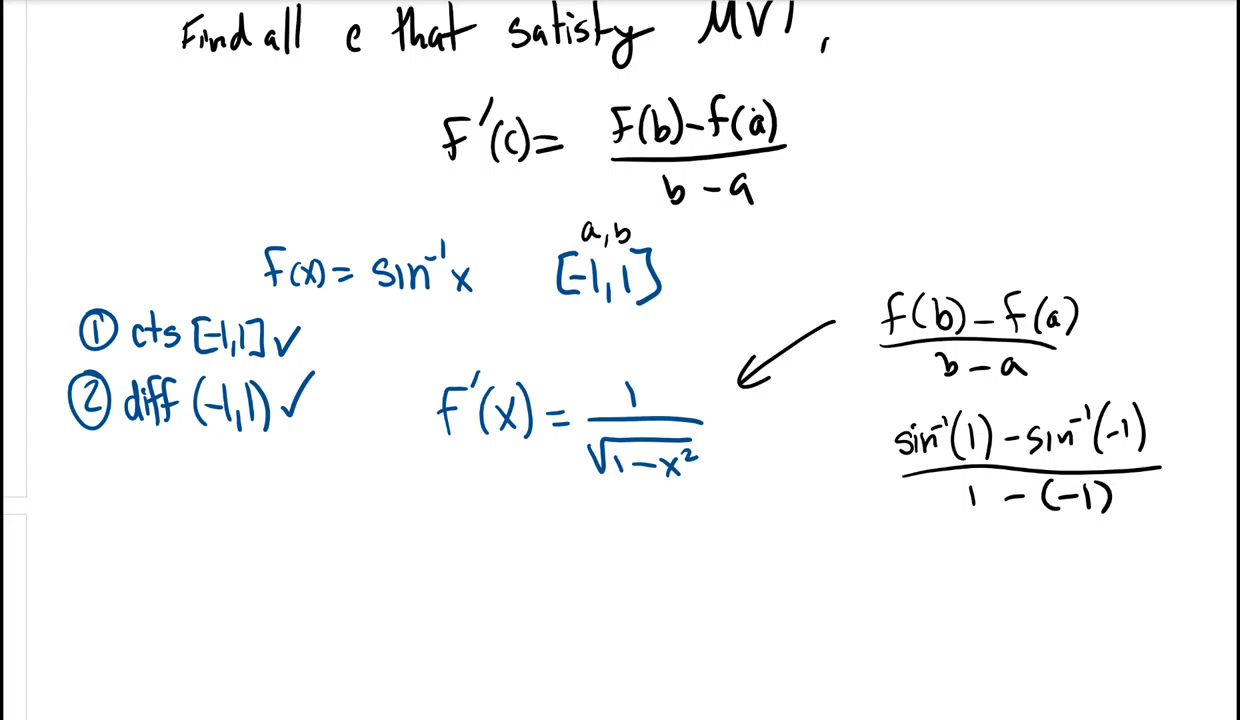 Find all c that satisfy MVT,
F'(c) = F(b)-f(a) / b-a
a, b
F(x) = sin⁻¹x [-1, 1]
① cts [-1,1] ✓
② diff (-1,1) ✓
F'(x) = 1 / √(1-x²)
f(b) - f(a) / b - a
sin⁻¹(1) - sin⁻¹(-1) / 1 - (-1)